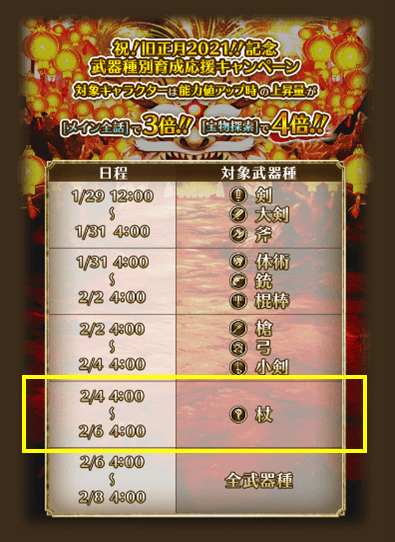 祝！旧正月2021！！記念
武器種別育成応援キャンペーン
対象キャラクターは能力値アップ時の上昇量が
[メイン全話]で3倍!! [宝物探索]で4倍!!
日程 対象武器種
1/29 12:00
～
1/31 4:00
剣
大剣
斧
1/31 4:00
～
2/2 4:00
体術
銃
棍棒
2/2 4:00
～
2/4 4:00
槍
弓
小剣
2/4 4:00
～
2/6 4:00
杖
2/6 4:00
～
2/8 4:00
全武器種